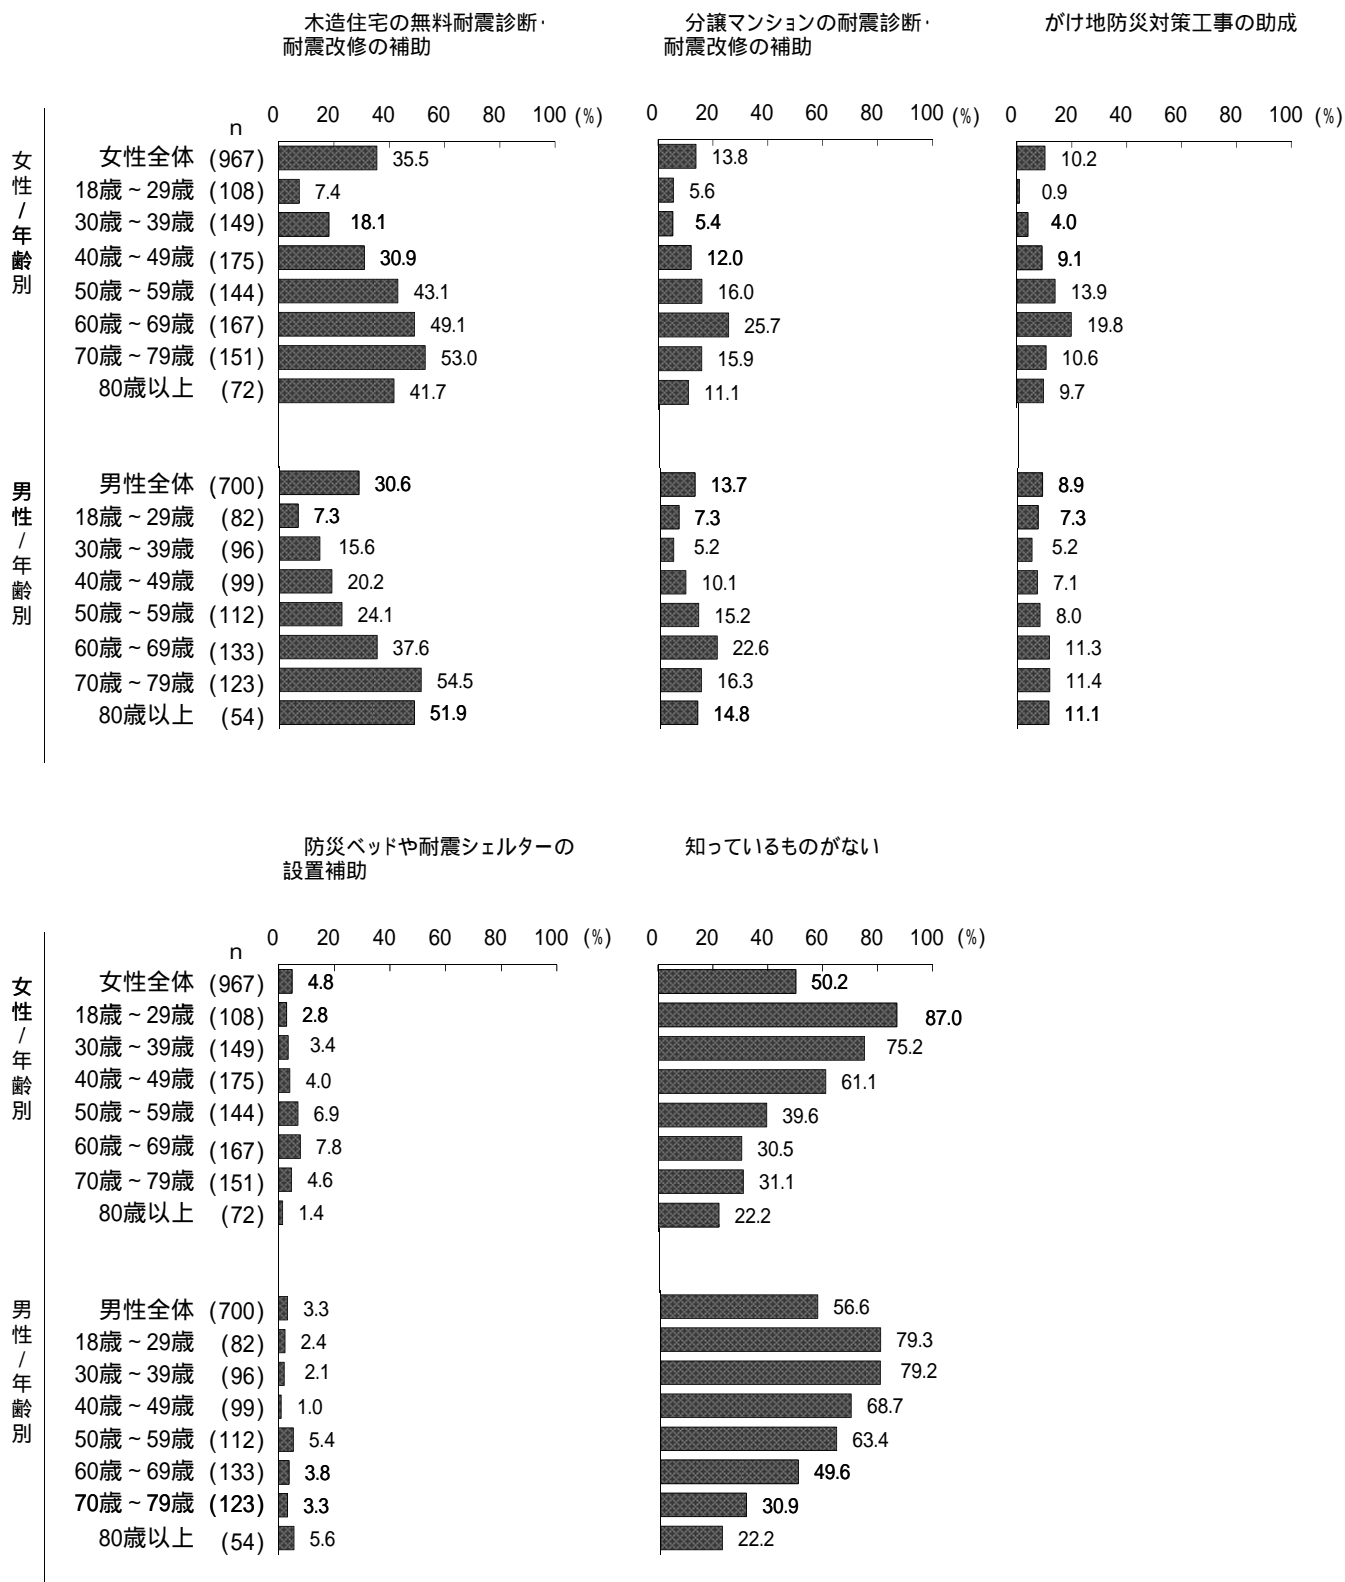 木造住宅の無料耐震診断・
耐震改修の補助
分譲マンションの耐震診断・
耐震改修の補助
がけ地防災対策工事の助成
n 0 20 40 60 80 100 (%) 0 20 40 60 80 100 (%) 0 20 40 60 80 100 (%)
女性/年齢別
女性全体 (967) 35.5 13.8 10.2
18歳~29歳 (108) 7.4 5.6 0.9
30歳~39歳 (149) 18.1 5.4 4.0
40歳~49歳 (175) 30.9 12.0 9.1
50歳~59歳 (144) 43.1 16.0 13.9
60歳~69歳 (167) 49.1 25.7 19.8
70歳~79歳 (151) 53.0 15.9 10.6
80歳以上 (72) 41.7 11.1 9.7
男性/年齢別
男性全体 (700) 30.6 13.7 8.9
18歳~29歳 (82) 7.3 7.3 7.3
30歳~39歳 (96) 15.6 5.2 5.2
40歳~49歳 (99) 20.2 10.1 7.1
50歳~59歳 (112) 24.1 15.2 8.0
60歳~69歳 (133) 37.6 22.6 11.3
70歳~79歳 (123) 54.5 16.3 11.4
80歳以上 (54) 51.9 14.8 11.1
防災ベッドや耐震シェルターの
設置補助
知っているものがない
n 0 20 40 60 80 100 (%) 0 20 40 60 80 100 (%)
女性/年齢別
女性全体 (967) 4.8 50.2
18歳~29歳 (108) 2.8 87.0
30歳~39歳 (149) 3.4 75.2
40歳~49歳 (175) 4.0 61.1
50歳~59歳 (144) 6.9 39.6
60歳~69歳 (167) 7.8 30.5
70歳~79歳 (151) 4.6 31.1
80歳以上 (72) 1.4 22.2
男性/年齢別
男性全体 (700) 3.3 56.6
18歳~29歳 (82) 2.4 79.3
30歳~39歳 (96) 2.1 79.2
40歳~49歳 (99) 1.0 68.7
50歳~59歳 (112) 5.4 63.4
60歳~69歳 (133) 3.8 49.6
70歳~79歳 (123) 3.3 30.9
80歳以上 (54) 5.6 22.2